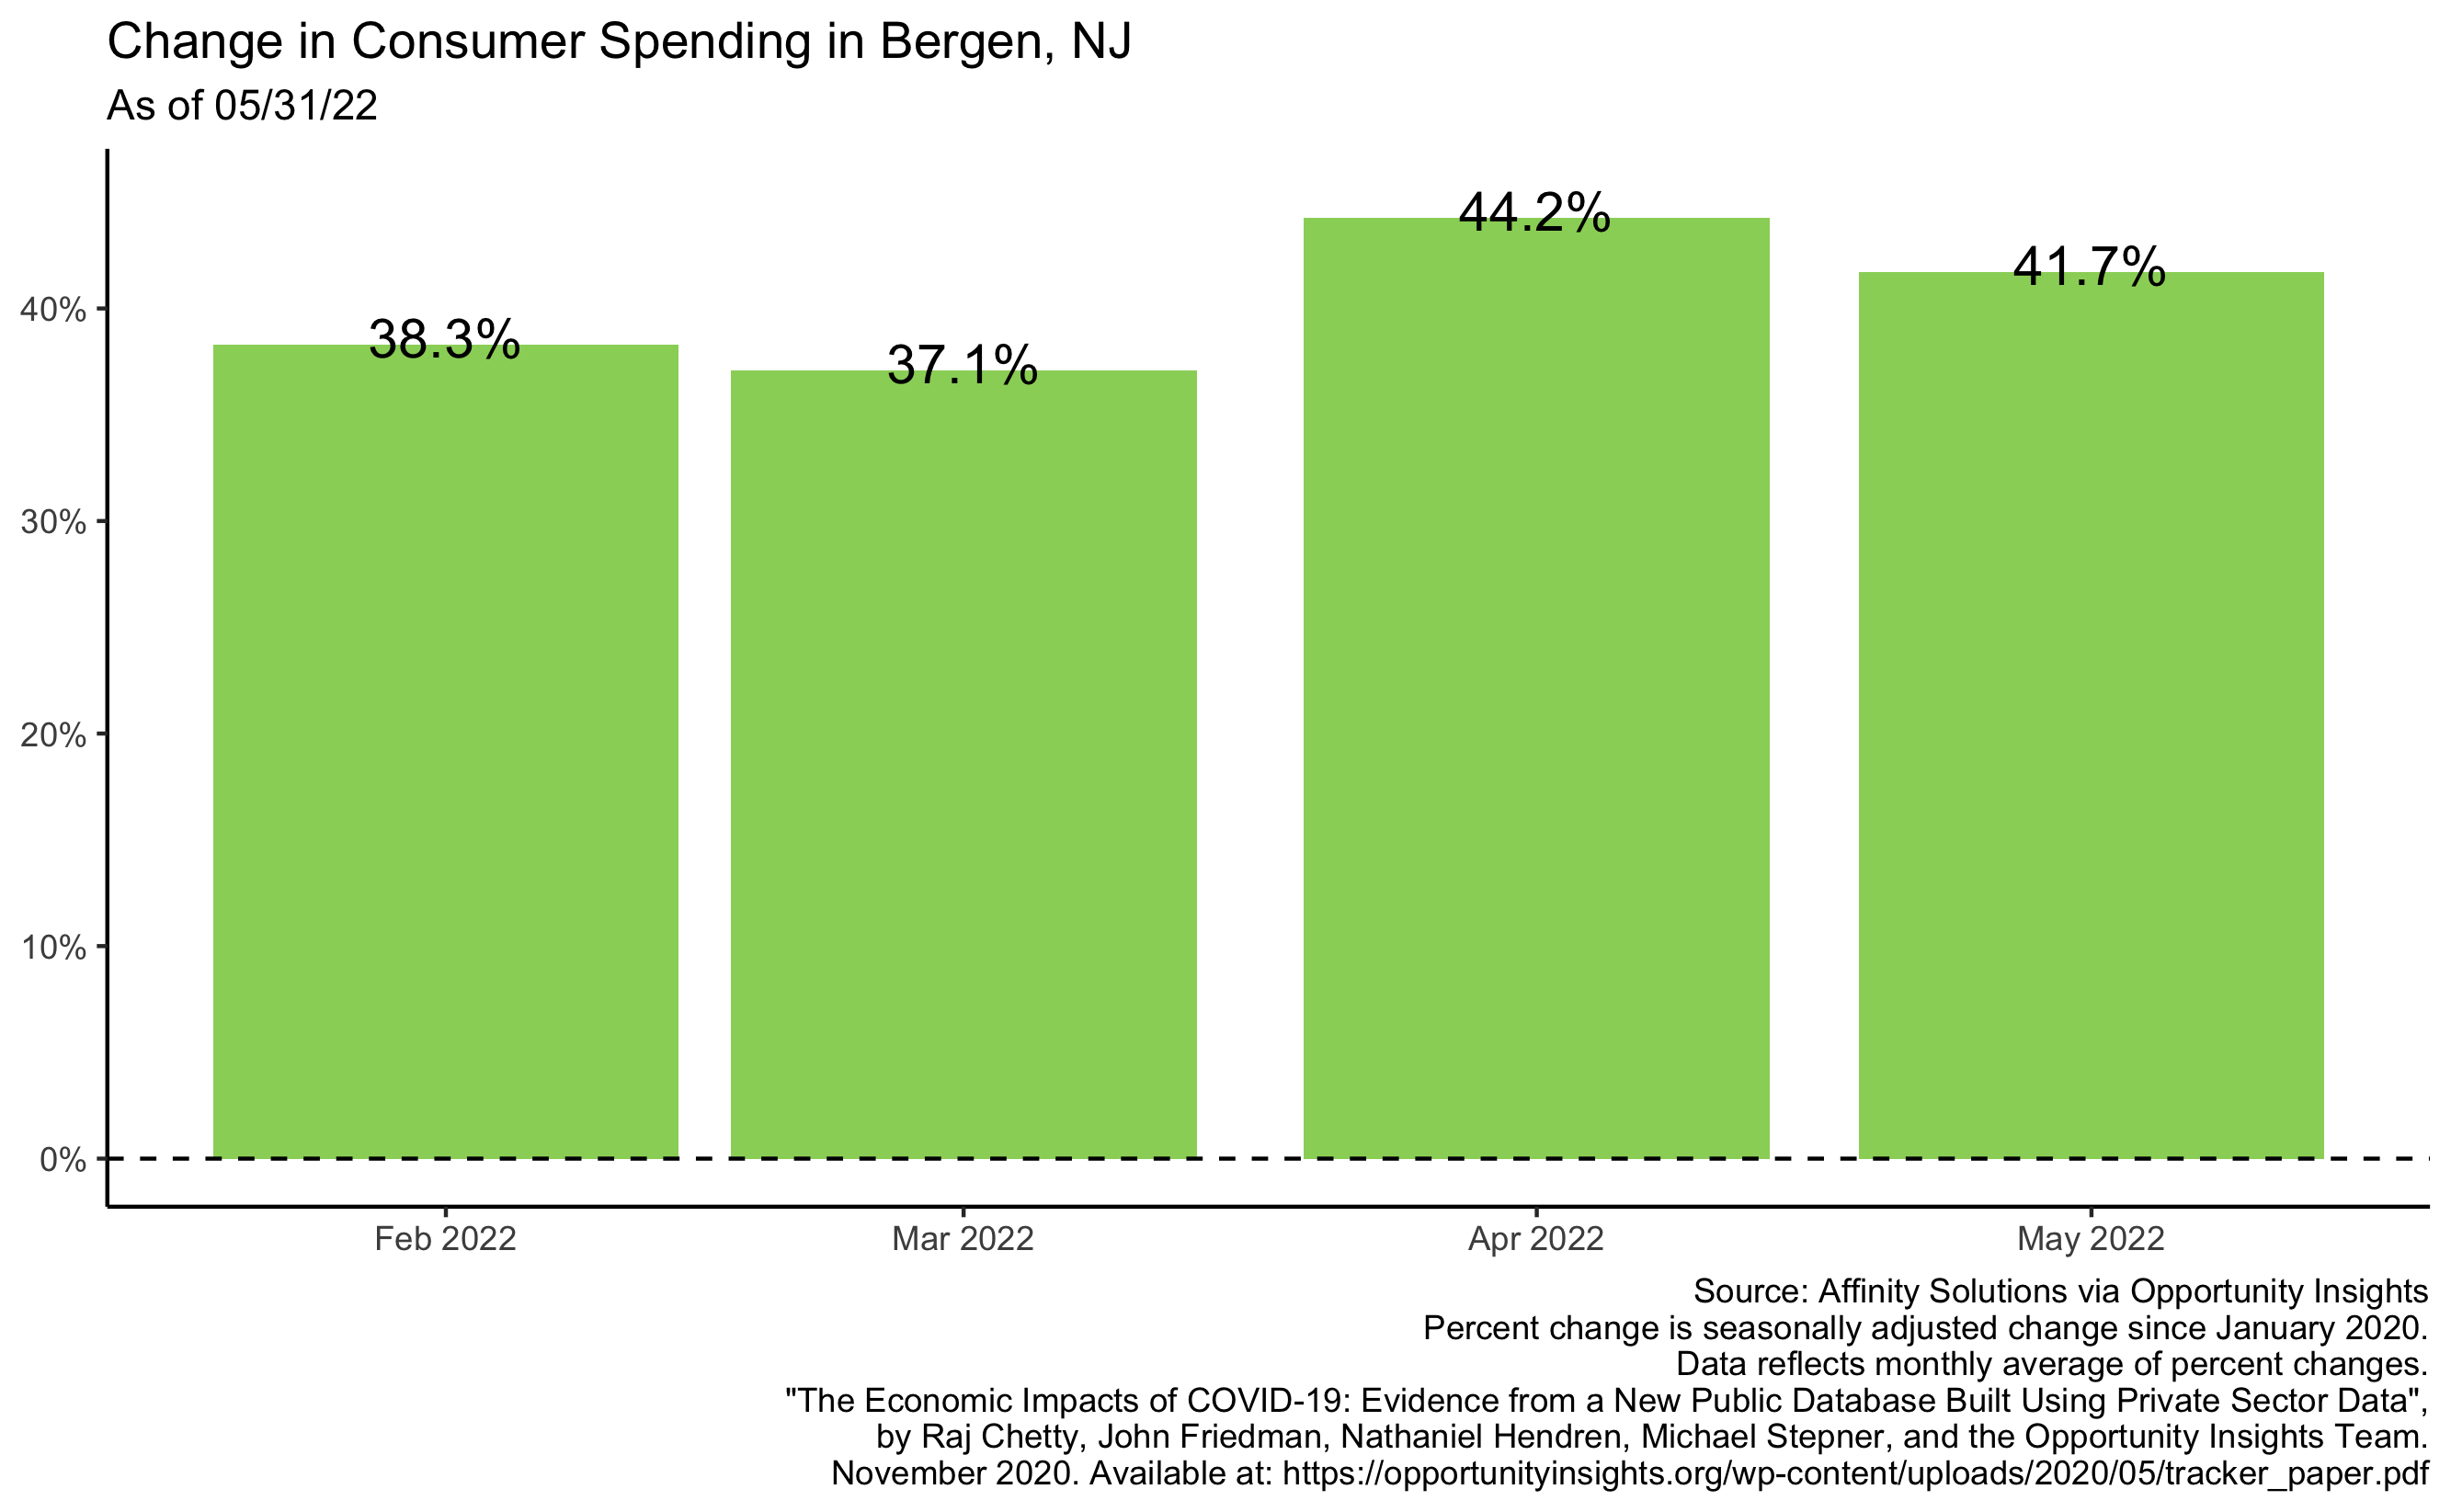 Change in Consumer Spending in Bergen, NJ
As of 05/31/22
44.2%
41.7%
40%
38.3%
37.1%
30%
20%
10%
0%
Feb 2022
Mar 2022
Apr 2022
May 2022
Source: Affinity Solutions via Opportunity Insights
Percent change is seasonally adjusted change since January 2020.
Data reflects monthly average of percent changes.
"The Economic Impacts of COVID-19: Evidence from a New Public Database Built Using Private Sector Data",
by Raj Chetty, John Friedman, Nathaniel Hendren, Michael Stepner, and the Opportunity Insights Team.
November 2020. Available at: https://opportunityinsights.org/wp-content/uploads/2020/05/tracker_paper.pdf